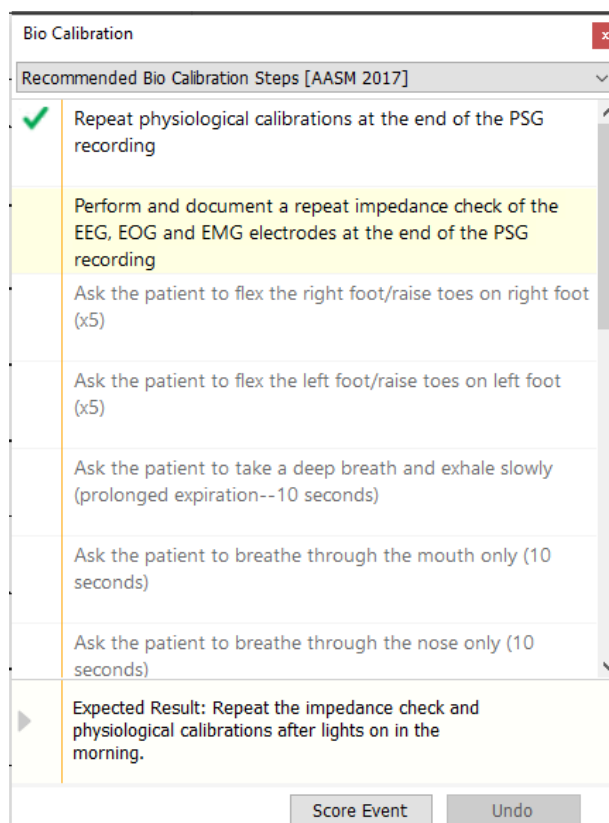 Bio Calibration
x
Recommended Bio Calibration Steps [AASM 2017]
Repeat physiological calibrations at the end of the PSG
recording
Perform and document a repeat impedance check of the
EEG, EOG and EMG electrodes at the end of the PSG
recording
Ask the patient to flex the right foot/raise toes on right foot
(x5)
Ask the patient to flex the left foot/raise toes on left foot
(x5)
Ask the patient to take a deep breath and exhale slowly
(prolonged expiration--10 seconds)
Ask the patient to breathe through the mouth only (10
seconds)
Ask the patient to breathe through the nose only (10
seconds)
Expected Result: Repeat the impedance check and
physiological calibrations after lights on in the
morning.
Score Event
Undo